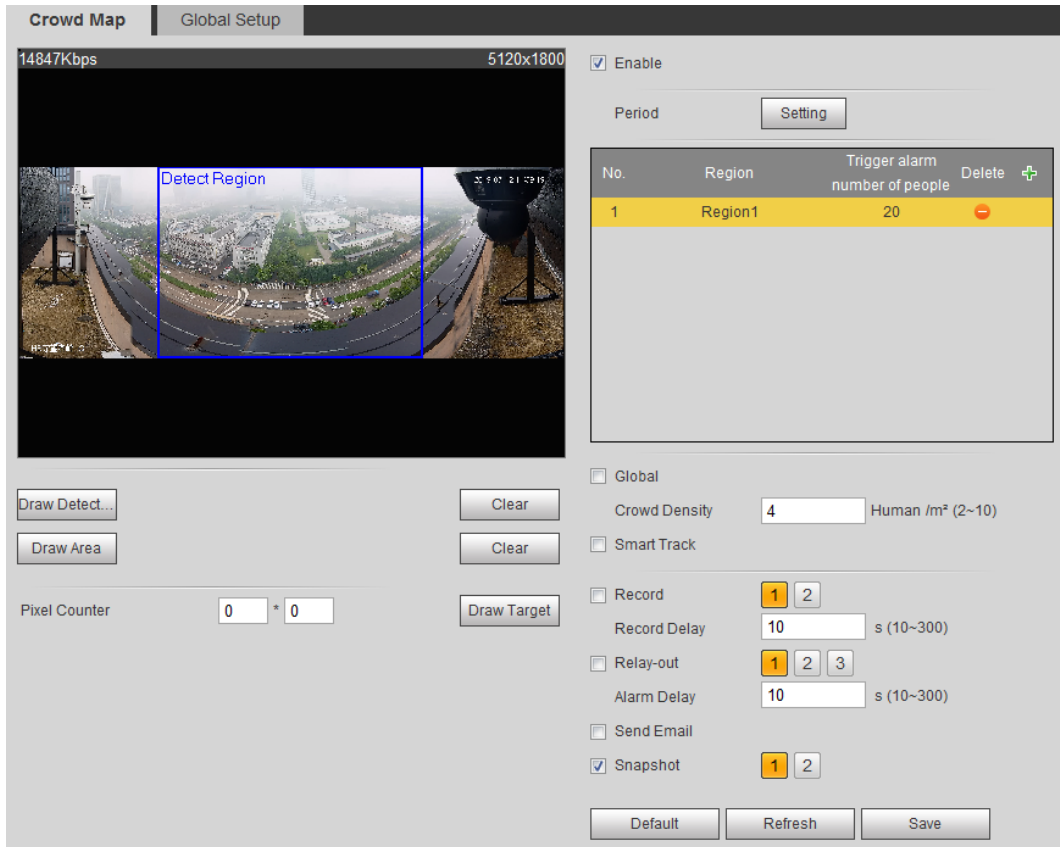 Crowd Map Global Setup
14847Kbps 5120x1800
Detect Region
Draw Detect... Clear
Draw Area Clear
Pixel Counter 0 * 0 Draw Target
Enable
Period Setting
No. Region Trigger alarm number of people Delete
1 Region1 20
Global
Crowd Density 4 Human /m² (2~10)
Smart Track
Record 1 2
Record Delay 10 s (10~300)
Relay-out 1 2 3
Alarm Delay 10 s (10~300)
Send Email
Snapshot 1 2
Default Refresh Save